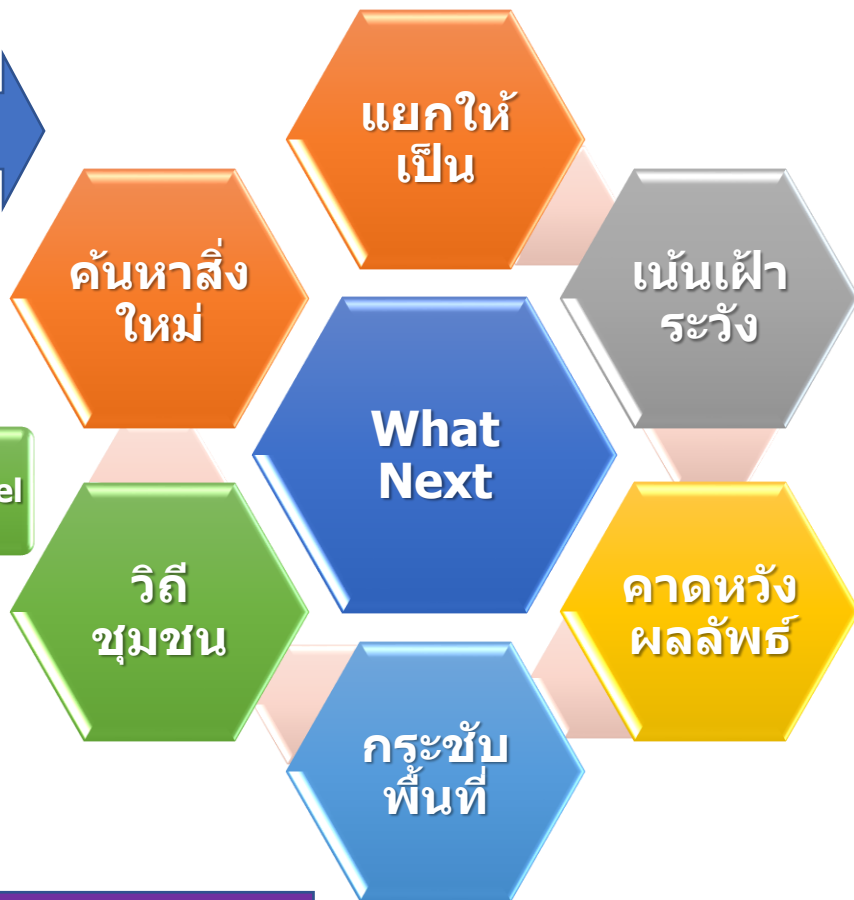 แยกให้
เป็น
เน้นเฝ้า
ระวัง
คาดหวัง
ผลลัพธ์
กระชับ
พื้นที่
วิถี
ชุมชน
ค้นหาสิ่ง
ใหม่
What
Next
el